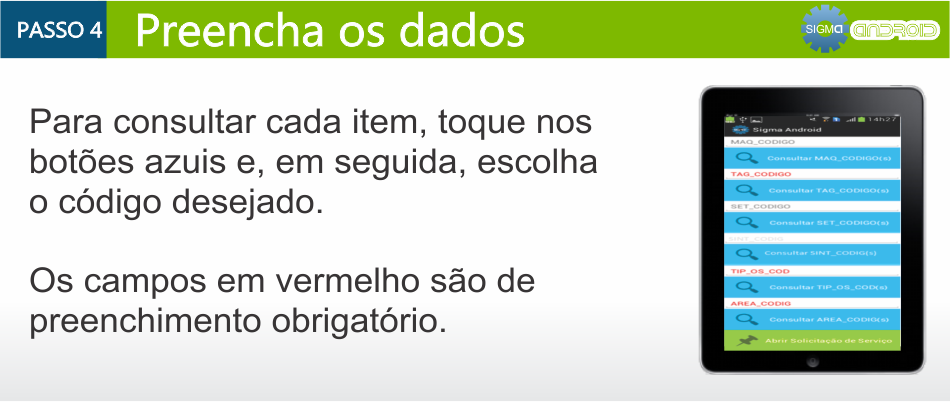 PASSO 4
Preencha os dados
SIGMA ANDROID
Para consultar cada item, toque nos
botões azuis e, em seguida, escolha
o código desejado.
Os campos em vermelho são de
preenchimento obrigatório.
14h27
Sigma Android
MAQ_CODIGO
Consultar MAQ_CODIGO(s)
TAG_CODIGO
Consultar TAG_CODIGO(s)
SET_CODIGO
Consultar SET_CODIGO(s)
SINT_CODIG
Consultar SINT_CODIG(s)
TIP_OS_COD
Consultar TIP_OS_COD(s)
AREA_CODIG
Consultar AREA_CODIG(s)
Abrir Solicitação de Serviço